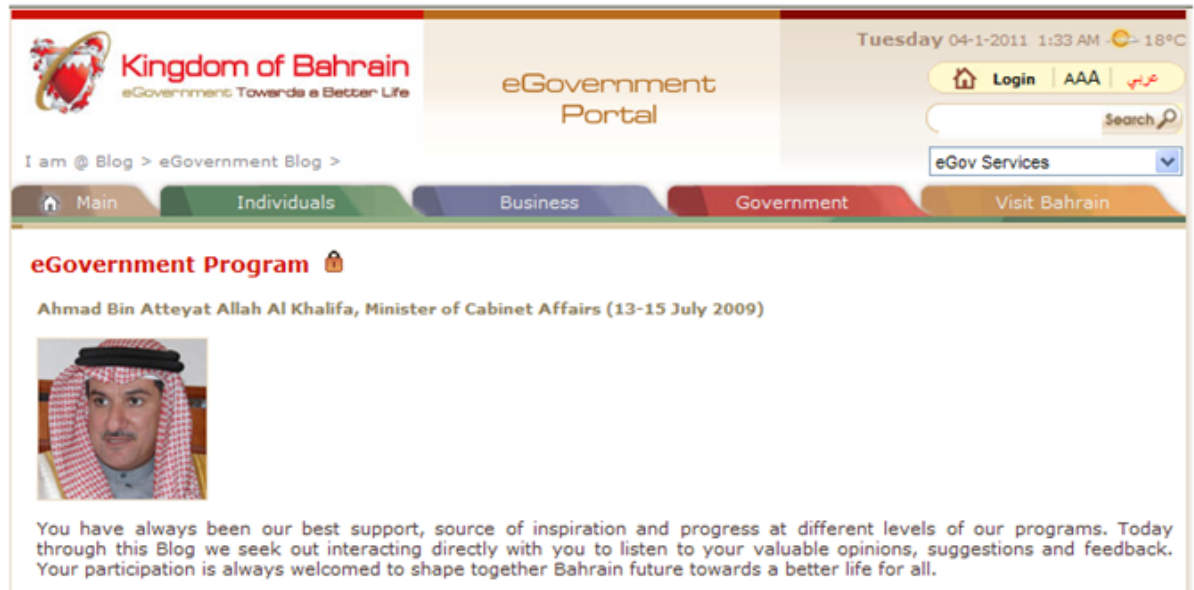 Tuesday 04-1-2011 1:33 AM 18°C
Kingdom of Bahrain
eGovernment Towards a Better Life
eGovernment
Portal
Login AAA عربي
Search
I am @ Blog > eGovernment Blog >
eGov Services
Main Individuals Business Government Visit Bahrain
eGovernment Program
Ahmad Bin Atteyat Allah Al Khalifa, Minister of Cabinet Affairs (13-15 July 2009)
You have always been our best support, source of inspiration and progress at different levels of our programs. Today
through this Blog we seek out interacting directly with you to listen to your valuable opinions, suggestions and feedback.
Your participation is always welcomed to shape together Bahrain future towards a better life for all.